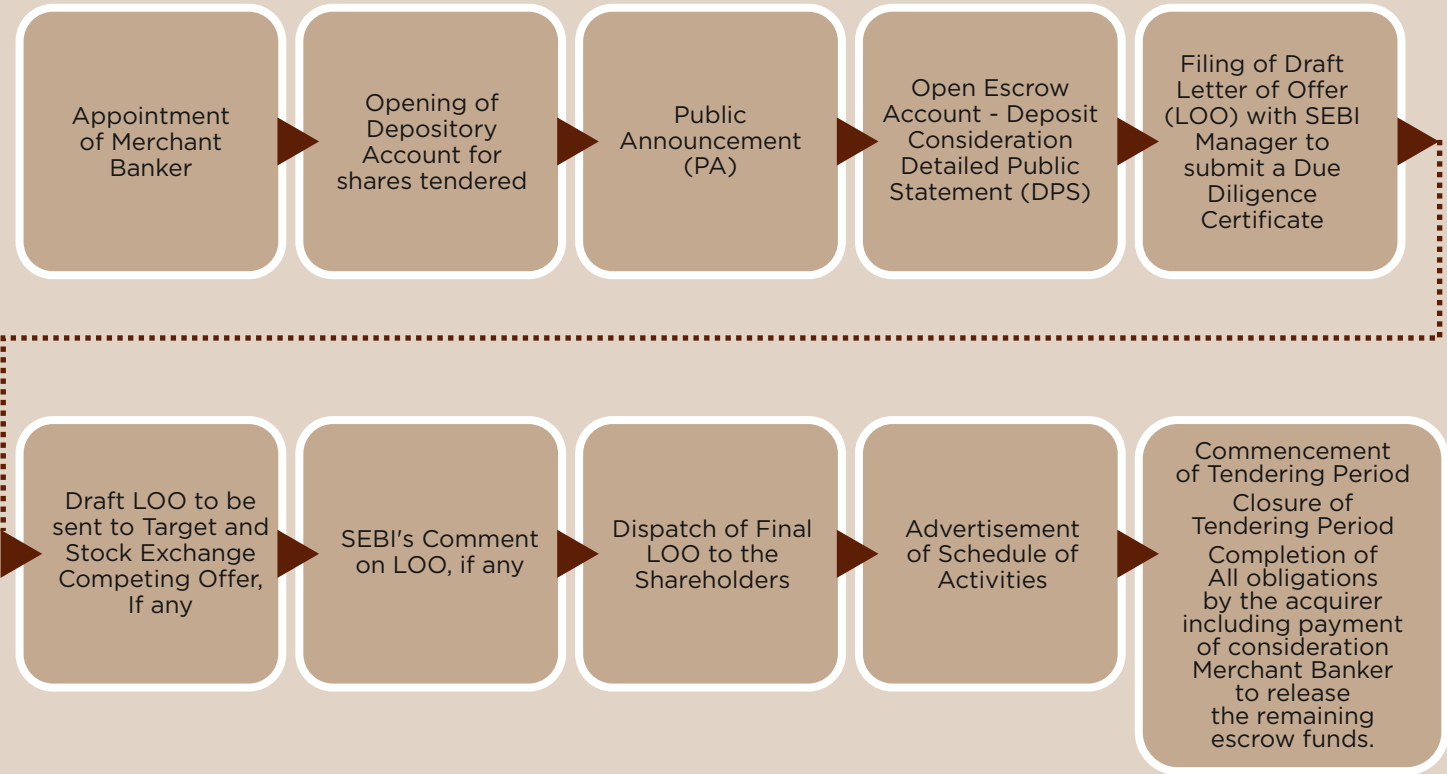 Appointment
of Merchant
Banker
Opening of
Depository
Account for
shares tendered
Public
Announcement
(PA)
Open Escrow
Account - Deposit
Consideration
Detailed Public
Statement (DPS)
Filing of Draft
Letter of Offer
(LOO) with SEBI
Manager to
submit a Due
Diligence
Certificate
Draft LOO to be
sent to Target and
Stock Exchange
Competing Offer,
If any
SEBI's Comment
on LOO, if any
Dispatch of Final
LOO to the
Shareholders
Advertisement
of Schedule of
Activities
Commencement
of Tendering Period
Closure of
Tendering Period
Completion of
All obligations
by the acquirer
including payment
of consideration
Merchant Banker
to release
the remaining
escrow funds.